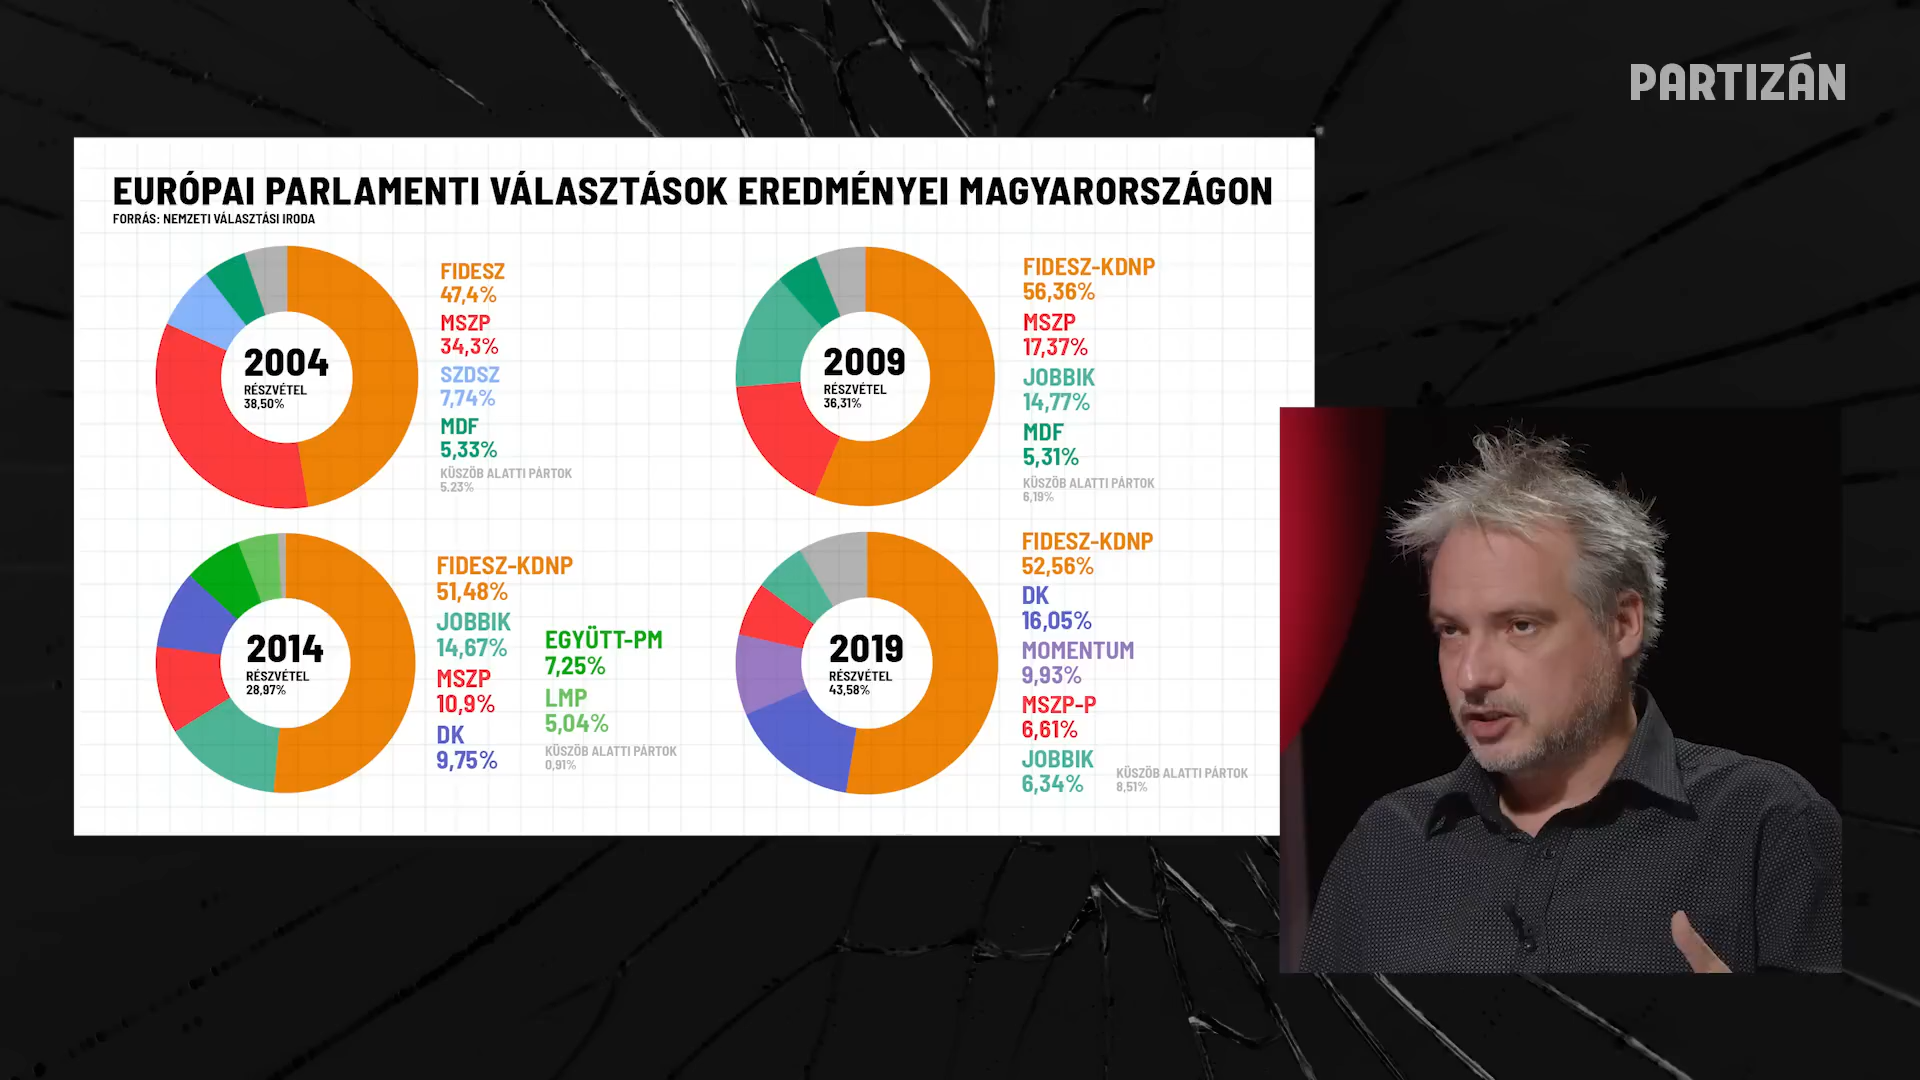 PARTIZÁN
EURÓPAI PARLAMENTI VÁLASZTÁSOK EREDMÉNYEI MAGYARORSZÁGON
FORRÁS: NEMZETI VÁLASZTÁSI IRODA
2004
RÉSZVÉTEL
38,50%
FIDESZ
47,4%
MSZP
34,3%
SZDSZ
7,74%
MDF
5,33%
KÜSZÖB ALATTI PÁRTOK
5.23%
2009
RÉSZVÉTEL
36,31%
FIDESZ-KDNP
56,36%
MSZP
17,37%
JOBBIK
14,77%
MDF
5,31%
KÜSZÖB ALATTI PÁRTOK
6,19%
2014
RÉSZVÉTEL
28,97%
FIDESZ-KDNP
51,48%
JOBBIK
14,67%
MSZP
10,9%
DK
9,75%
EGYÜTT-PM
7,25%
LMP
5,04%
KÜSZÖB ALATTI PÁRTOK
0,91%
2019
RÉSZVÉTEL
43,58%
FIDESZ-KDNP
52,56%
DK
16,05%
MOMENTUM
9,93%
MSZP-P
6,61%
JOBBIK
6,34%
KÜSZÖB ALATTI PÁRTOK
8,51%